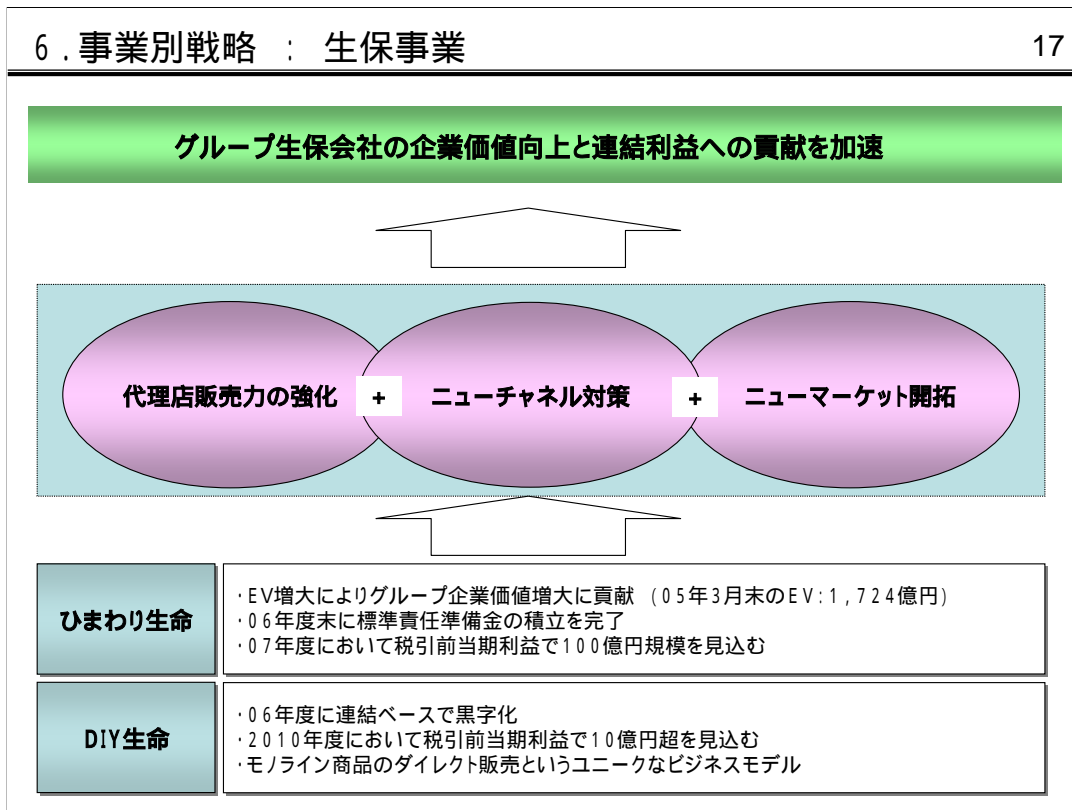 6．事業別戦略 ： 生保事業
17
グループ生保会社の企業価値向上と連結利益への貢献を加速
代理店販売力の強化 + ニューチャネル対策 + ニューマーケット開拓
ひまわり生命
・EV増大によりグループ企業価値増大に貢献 (05年3月末のEV:1,724億円)
・06年度末に標準責任準備金の積立を完了
・07年度において税引前当期利益で100億円規模を見込む
DIY生命
・06年度に連結ベースで黒字化
・2010年度において税引前当期利益で10億円超を見込む
・モノライン商品のダイレクト販売というユニークなビジネスモデル